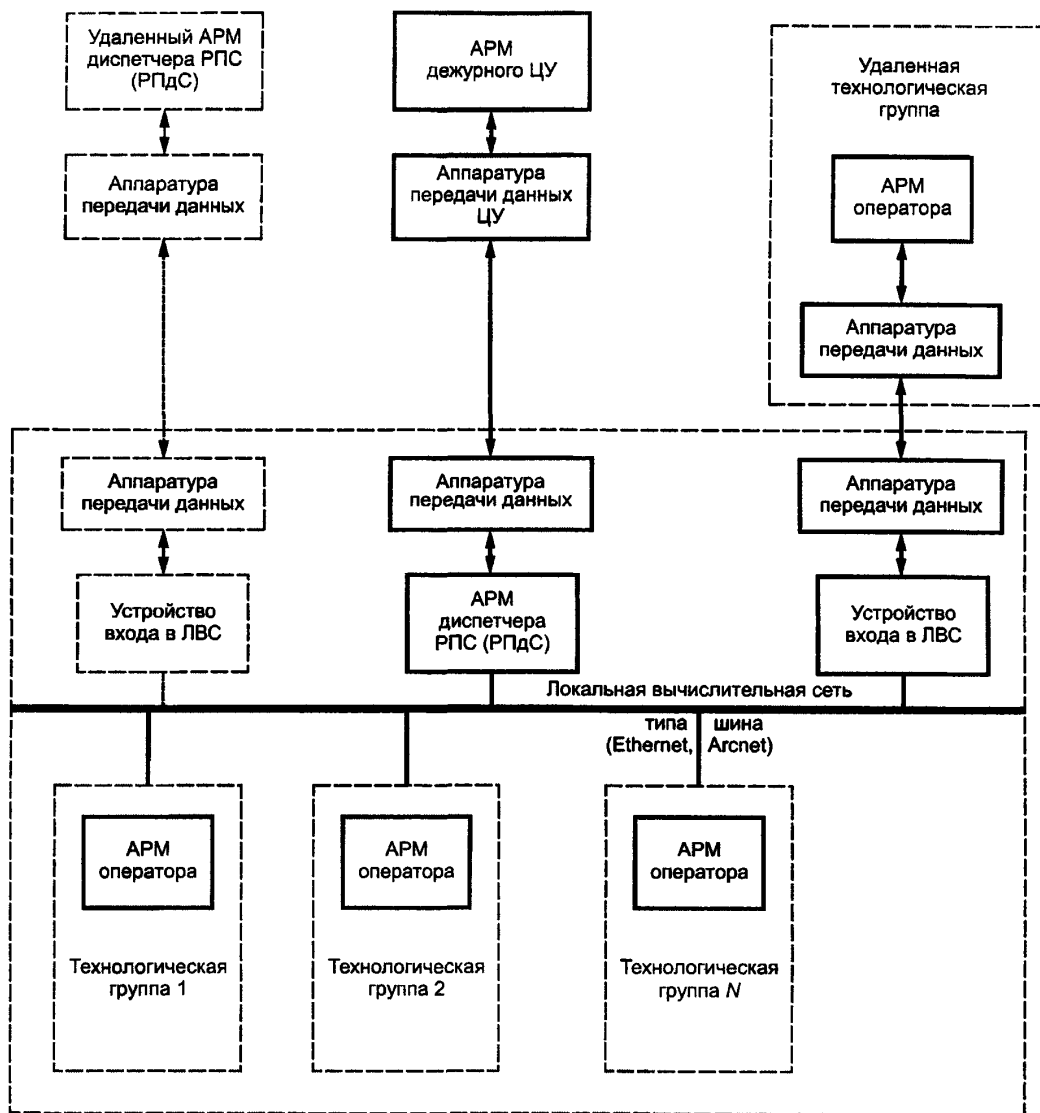 Удаленный АРМ
диспетчера РПС
(РПдС)
АРМ
дежурного ЦУ
Удаленная
технологическая
группа
Аппаратура
передачи данных
Аппаратура
передачи данных
ЦУ
АРМ
оператора
Аппаратура
передачи данных
Аппаратура
передачи данных
Аппаратура
передачи данных
Аппаратура
передачи данных
Устройство
входа в ЛВС
АРМ
диспетчера
РПС (РПдС)
Устройство
входа в ЛВС
Локальная вычислительная сеть
типа шина
(Ethernet, Arcnet)
АРМ
оператора
Технологическая
группа 1
АРМ
оператора
Технологическая
группа 2
АРМ
оператора
Технологическая
группа N